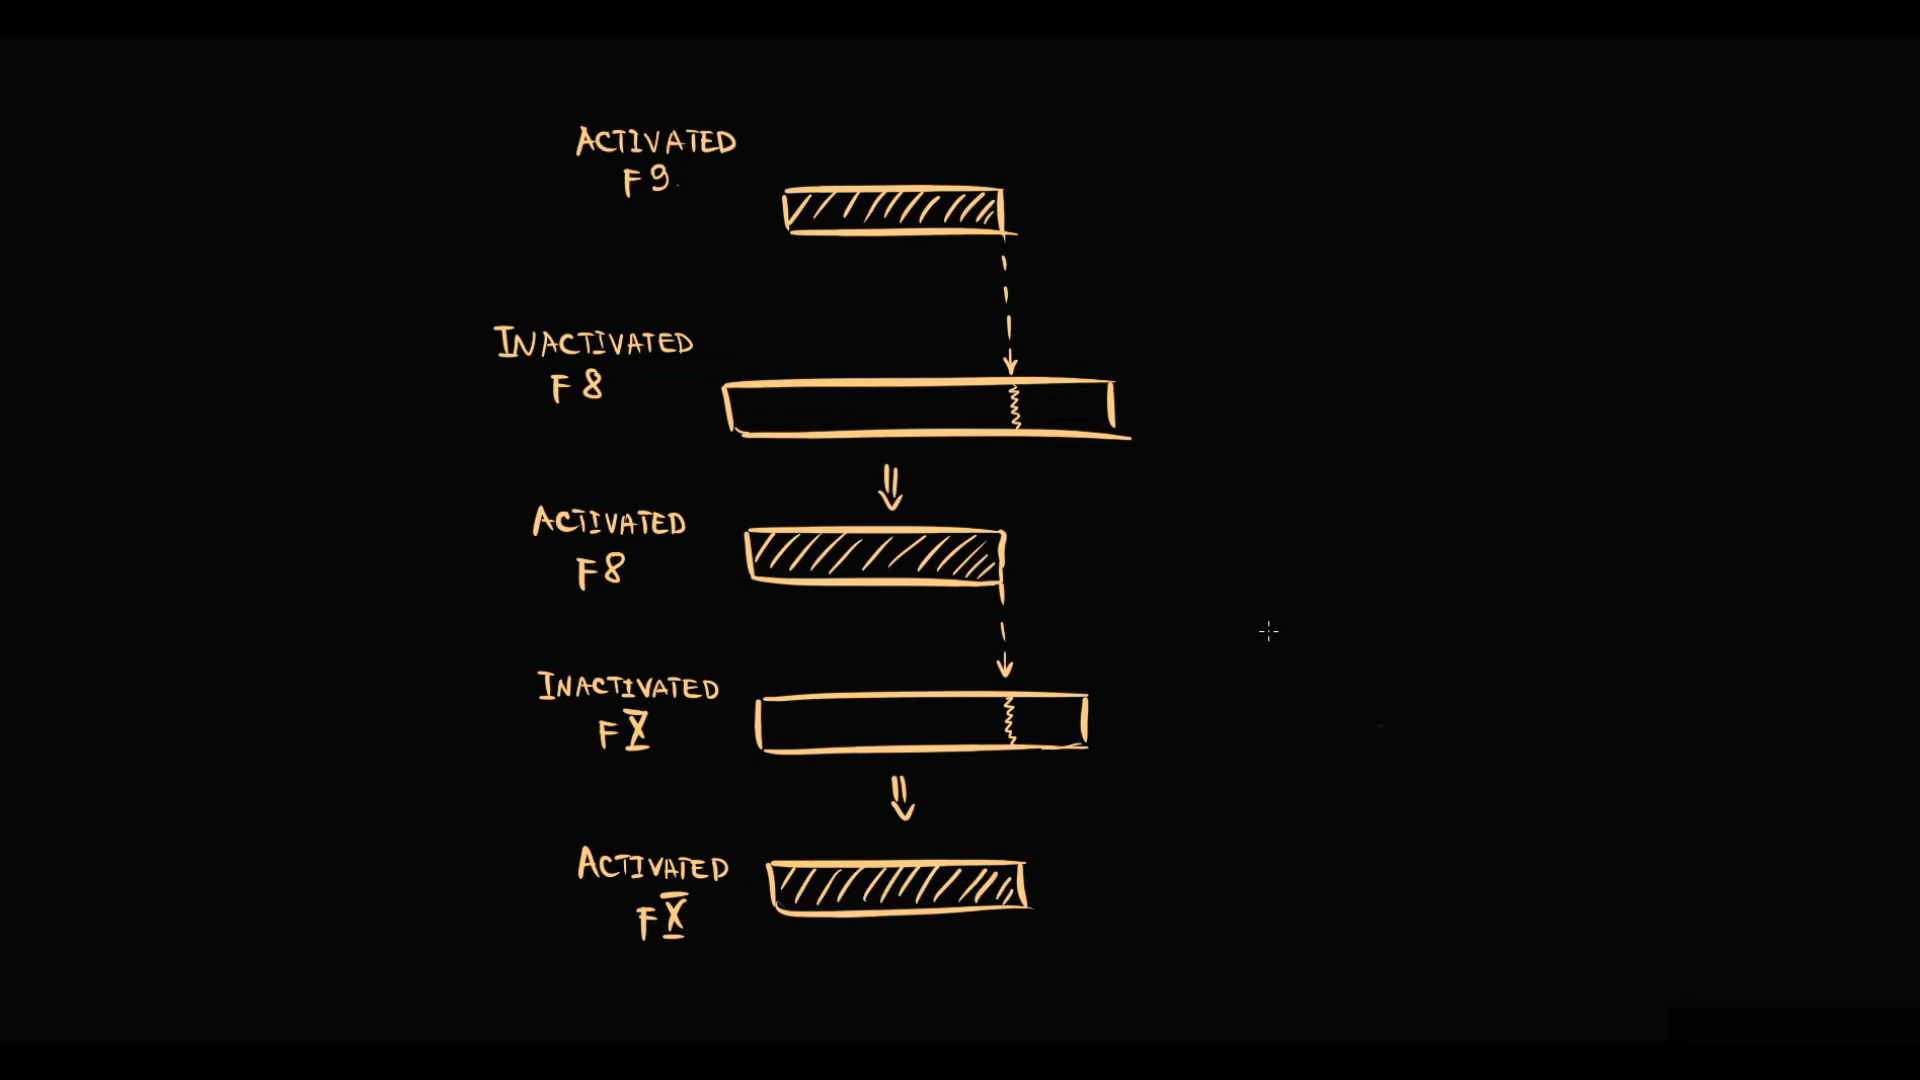 ACTIVATED
F9.
INACTIVATED
F8
ACTIVATED
F8
INACTIVATED
FX
ACTIVATED
FX